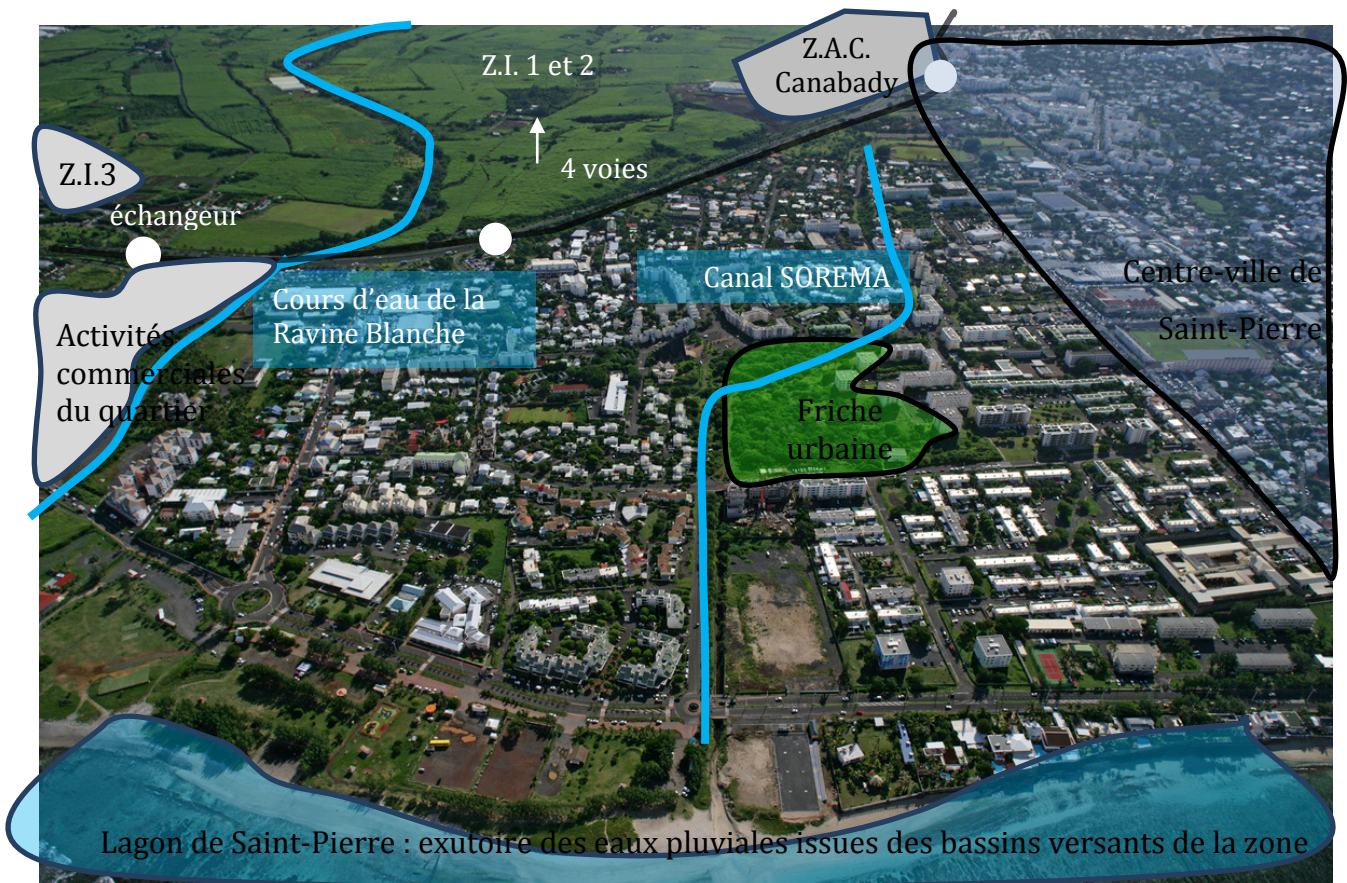 Z.A.C.
Canabady
Z.I. 1 et 2
4 voies
Z.I.3
échangeur
Centre-ville de
Saint-Pierre
Canal SOREMA
Cours d'eau de la
Ravine Blanche
Activités
commerciales
du quartier
Friche
urbaine
Lagon de Saint-Pierre : exutoire des eaux pluviales issues des bassins versants de la zone